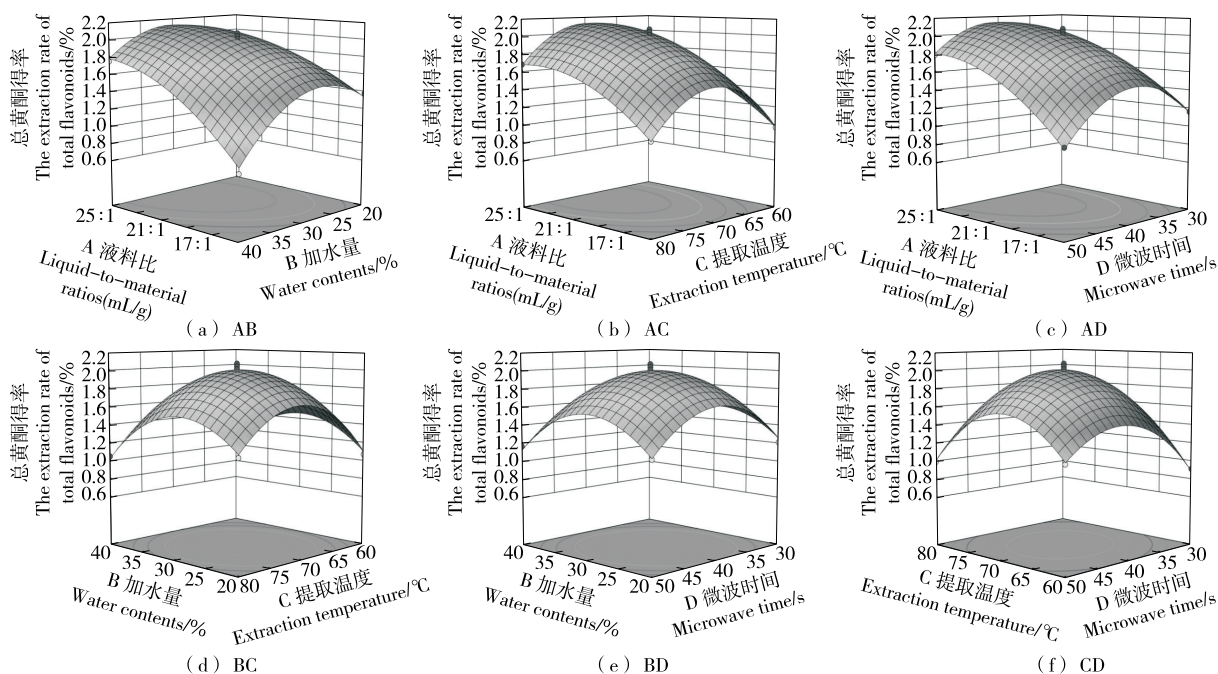 总黄酮得率
The extraction rate of
total flavonoids/%
2.2
2.0
1.8
1.6
1.4
1.2
1.0
0.8
0.6
25∶1
21∶1
17∶1
A 液料比
Liquid-to-material
ratios(mL/g)
40
35
30
25
20
B 加水量
Water contents/%
(a) AB
总黄酮得率
The extraction rate of
total flavonoids/%
2.2
2.0
1.8
1.6
1.4
1.2
1.0
0.8
0.6
25∶1
21∶1
17∶1
A 液料比
Liquid-to-material
ratios(mL/g)
80
75
70
65
60
C 提取温度
Extraction temperature/℃
(b) AC
总黄酮得率
The extraction rate of
total flavonoids/%
2.2
2.0
1.8
1.6
1.4
1.2
1.0
0.8
0.6
25∶1
21∶1
17∶1
A 液料比
Liquid-to-material
ratios(mL/g)
50
45
40
35
30
D 微波时间
Microwave time/s
(c) AD
总黄酮得率
The extraction rate of
total flavonoids/%
2.2
2.0
1.8
1.6
1.4
1.2
1.0
0.8
0.6
40
35
30
25
20
B 加水量
Water contents/%
80
75
70
65
60
C 提取温度
Extraction temperature/℃
(d) BC
总黄酮得率
The extraction rate of
total flavonoids/%
2.2
2.0
1.8
1.6
1.4
1.2
1.0
0.8
0.6
40
35
30
25
20
B 加水量
Water contents/%
50
45
40
35
30
D 微波时间
Microwave time/s
(e) BD
总黄酮得率
The extraction rate of
total flavonoids/%
2.2
2.0
1.8
1.6
1.4
1.2
1.0
0.8
0.6
80
75
70
65
60
C 提取温度
Extraction temperature/℃
50
45
40
35
30
D 微波时间
Microwave time/s
(f) CD